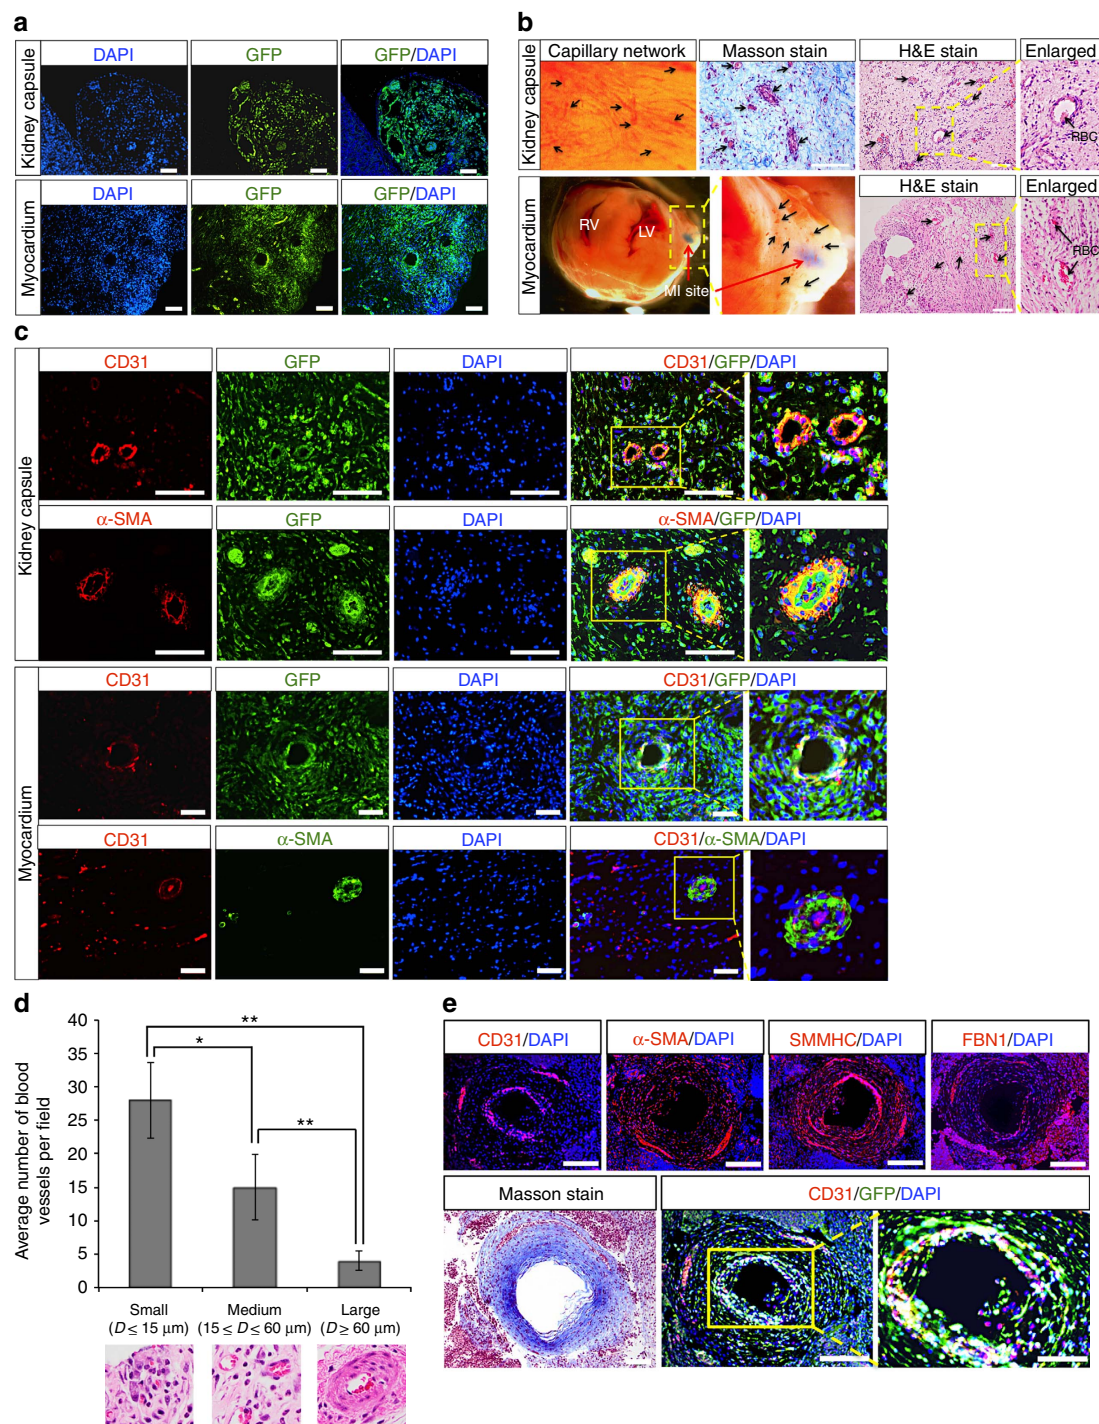 a
Kidney capsule
DAPI
GFP
GFP/DAPI
Myocardium
DAPI
GFP
GFP/DAPI
b
Kidney capsule
Capillary network
Masson stain
H&E stain
Enlarged
RBC
Myocardium
RV
LV
MI site
H&E stain
Enlarged
RBC
c
Kidney capsule
CD31
GFP
DAPI
CD31/GFP/DAPI
α-SMA
GFP
DAPI
α-SMA/GFP/DAPI
Myocardium
CD31
GFP
DAPI
CD31/GFP/DAPI
CD31
α-SMA
DAPI
CD31/α-SMA/DAPI
d
Average number of blood
vessels per field
40
35
30
25
20
15
10
5
0
**
*
**
Small
(D ≤ 15 μm)
Medium
(15 ≤ D ≤ 60 μm)
Large
(D ≥ 60 μm)
e
CD31/DAPI
α-SMA/DAPI
SMMHC/DAPI
FBN1/DAPI
Masson stain
CD31/GFP/DAPI